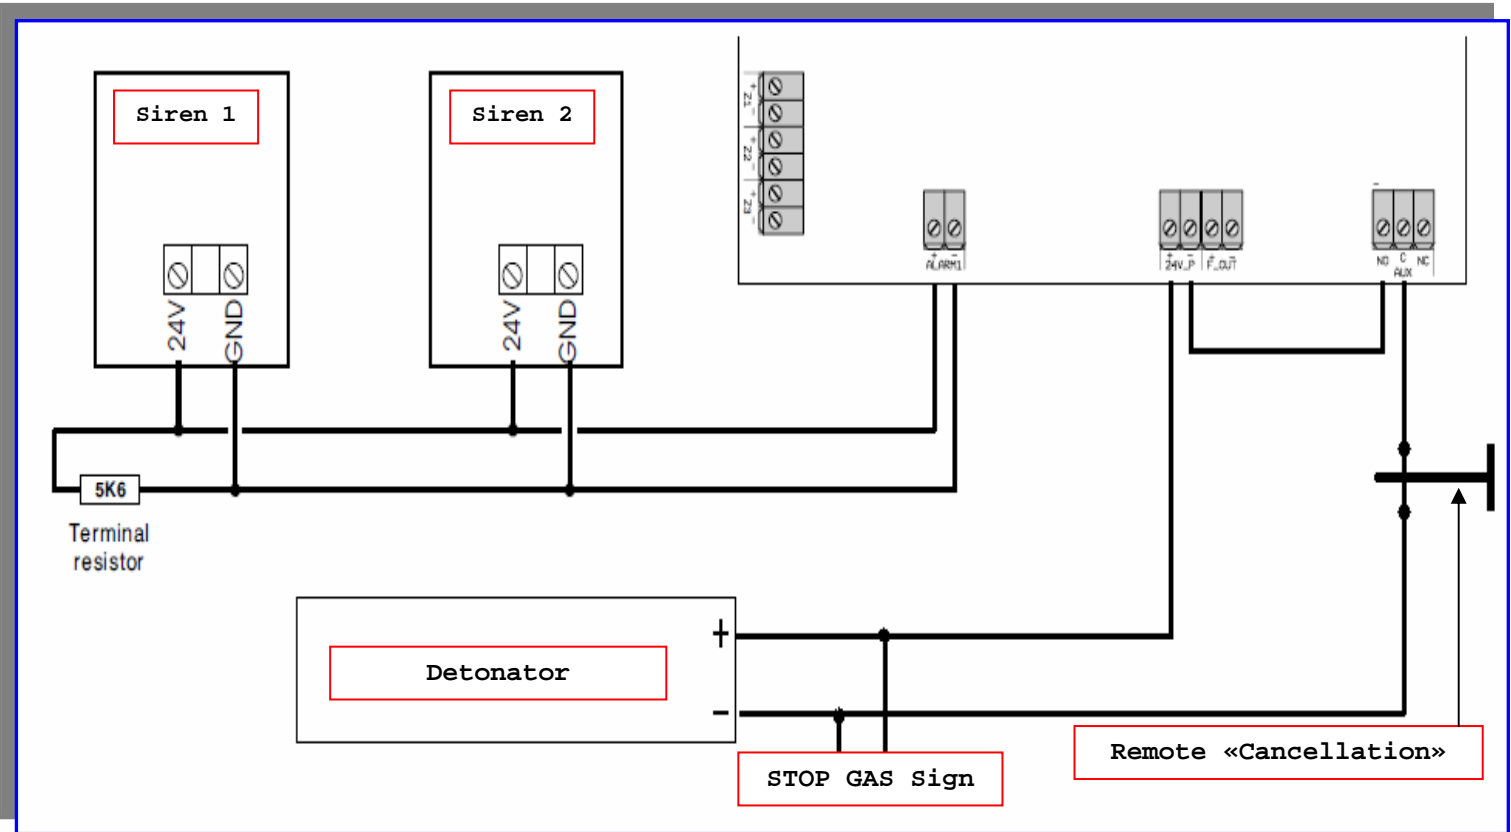 Siren 1
24V
GND
Siren 2
24V
GND
+ Z1 -
+ Z2 -
+ Z3 -
+ -
ALARM1
+ - + -
24V_P F_OUT
-
NO C NC
AUX
5K6
Terminal
resistor
Detonator
+
-
STOP GAS Sign
Remote «Cancellation»